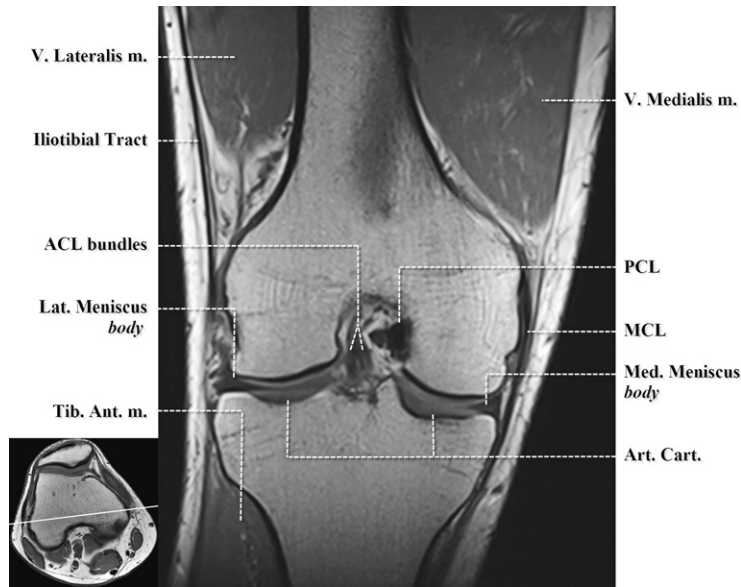 V. Lateralis m.
Iliotibial Tract
ACL bundles
Lat. Meniscus
body
Tib. Ant. m.
V. Medialis m.
PCL
MCL
Med. Meniscus
body
Art. Cart.